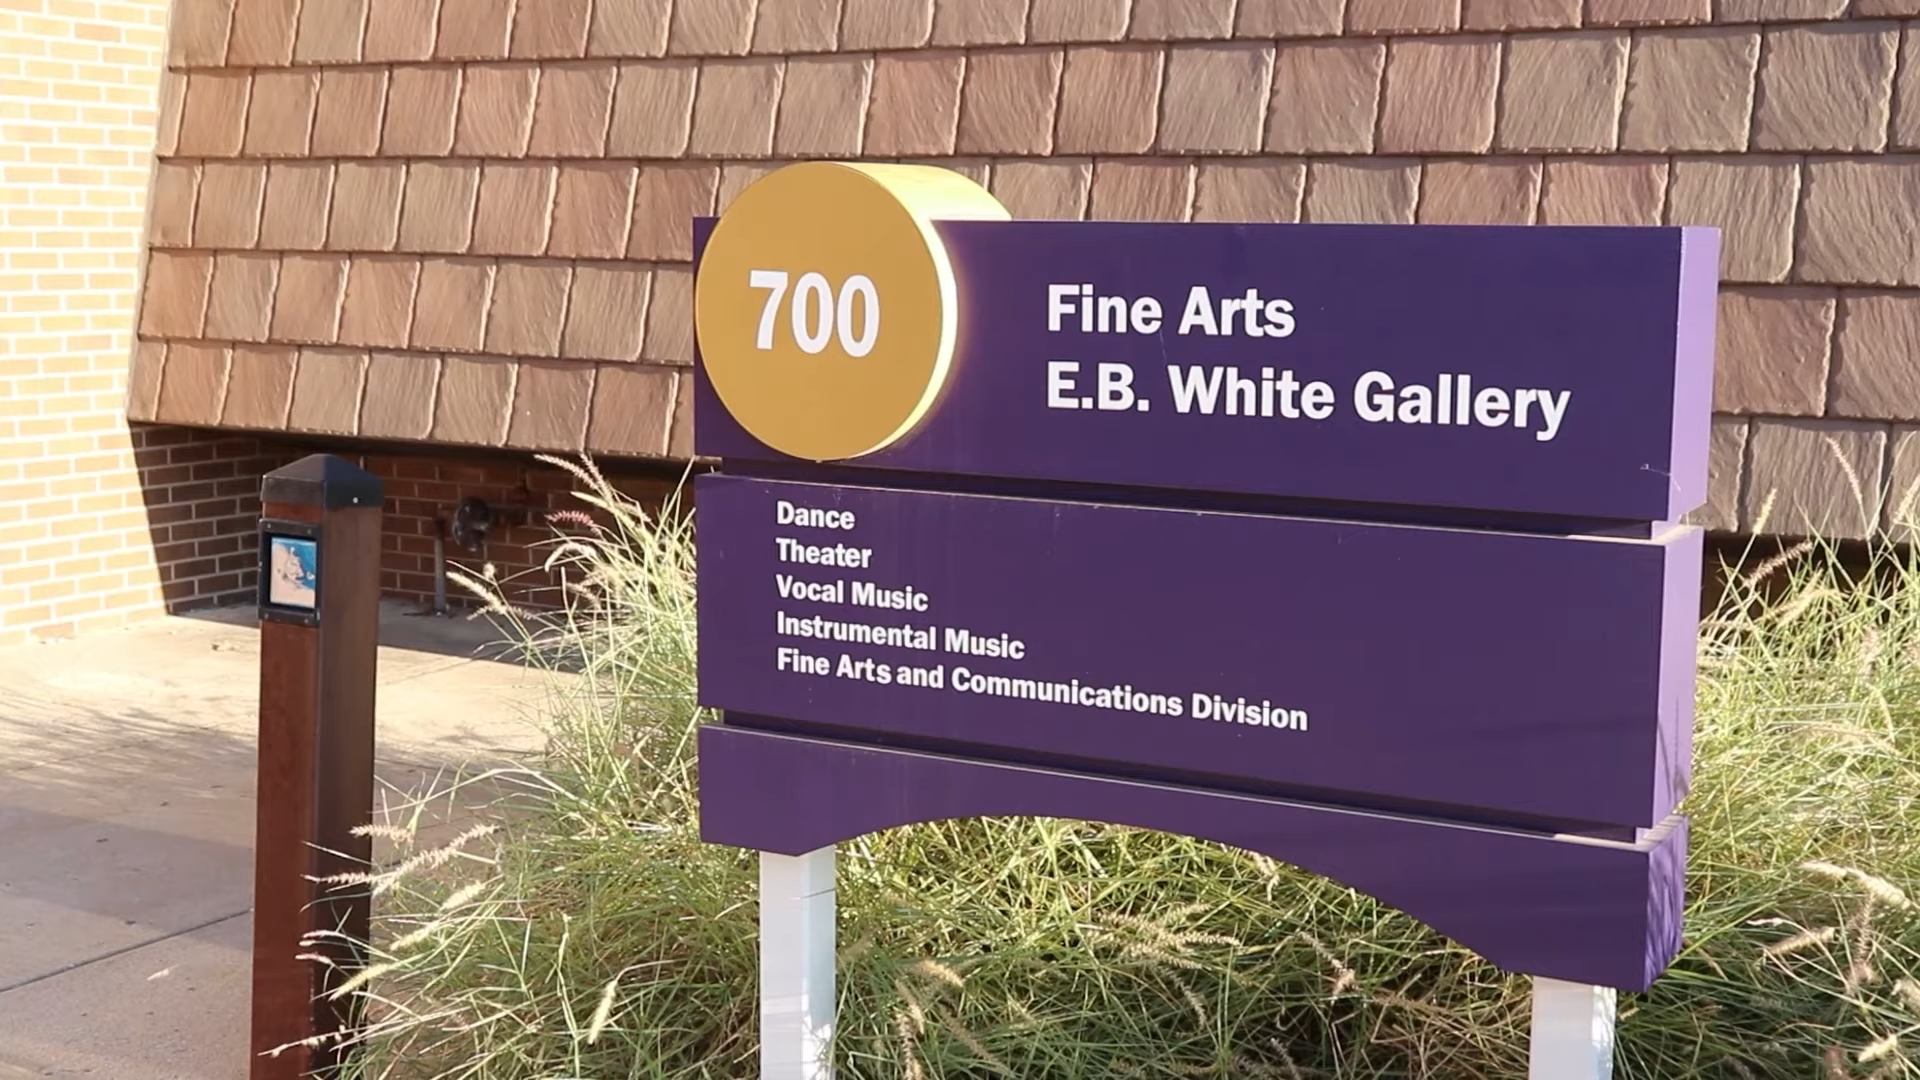 700
Fine Arts
E.B. White Gallery
Dance
Theater
Vocal Music
Instrumental Music
Fine Arts and Communications Division